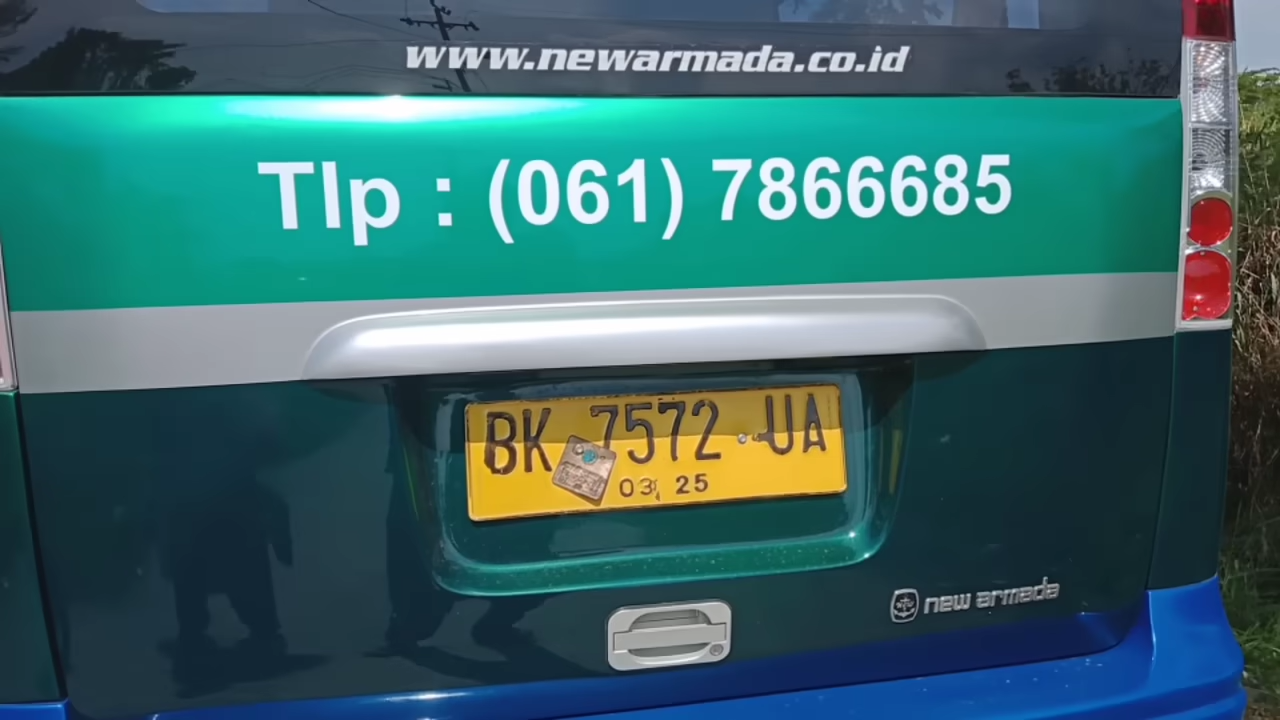 www.newarmada.co.id
Tlp : (061) 7866685
BK 7572 UA
03 25
new armada